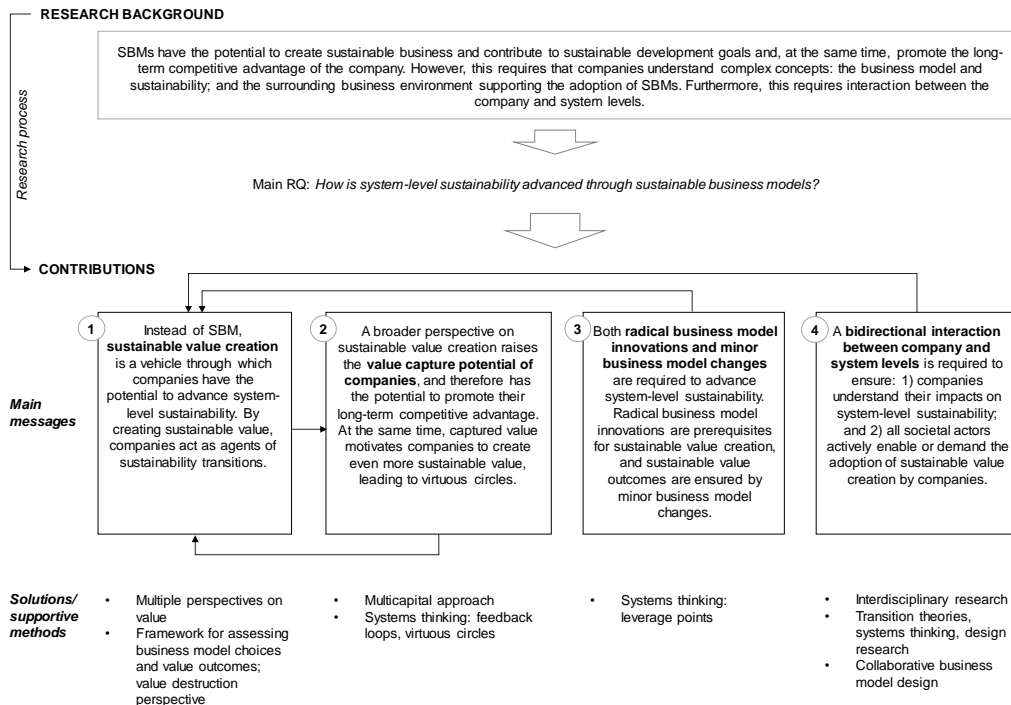 RESEARCH BACKGROUND
Research process
SBMs have the potential to create sustainable business and contribute to sustainable development goals and, at the same time, promote the long-
term competitive advantage of the company. However, this requires that companies understand complex concepts: the business model and
sustainability; and the surrounding business environment supporting the adoption of SBMs. Furthermore, this requires interaction between the
company and system levels.
Main RQ: How is system-level sustainability advanced through sustainable business models?
CONTRIBUTIONS
Main
messages
1
Instead of SBM,
sustainable value creation
is a vehicle through which
companies have the
potential to advance system-
level sustainability. By
creating sustainable value,
companies act as agents of
sustainability transitions.
2
A broader perspective on
sustainable value creation raises
the value capture potential of
companies, and therefore has
the potential to promote their
long-term competitive advantage.
At the same time, captured value
motivates companies to create
even more sustainable value,
leading to virtuous circles.
3
Both radical business model
innovations and minor
business model changes
are required to advance
system-level sustainability.
Radical business model
innovations are prerequisites
for sustainable value creation,
and sustainable value
outcomes are ensured by
minor business model
changes.
4
A bidirectional interaction
between company and
system levels is required to
ensure: 1) companies
understand their impacts on
system-level sustainability;
and 2) all societal actors
actively enable or demand the
adoption of sustainable value
creation by companies.
Solutions/
supportive
methods
• Multiple perspectives on
value
• Framework for assessing
business model choices
and value outcomes;
value destruction
perspective
• Multicapital approach
• Systems thinking: feedback
loops, virtuous circles
• Systems thinking:
leverage points
• Interdisciplinary research
• Transition theories,
systems thinking, design
research
• Collaborative business
model design